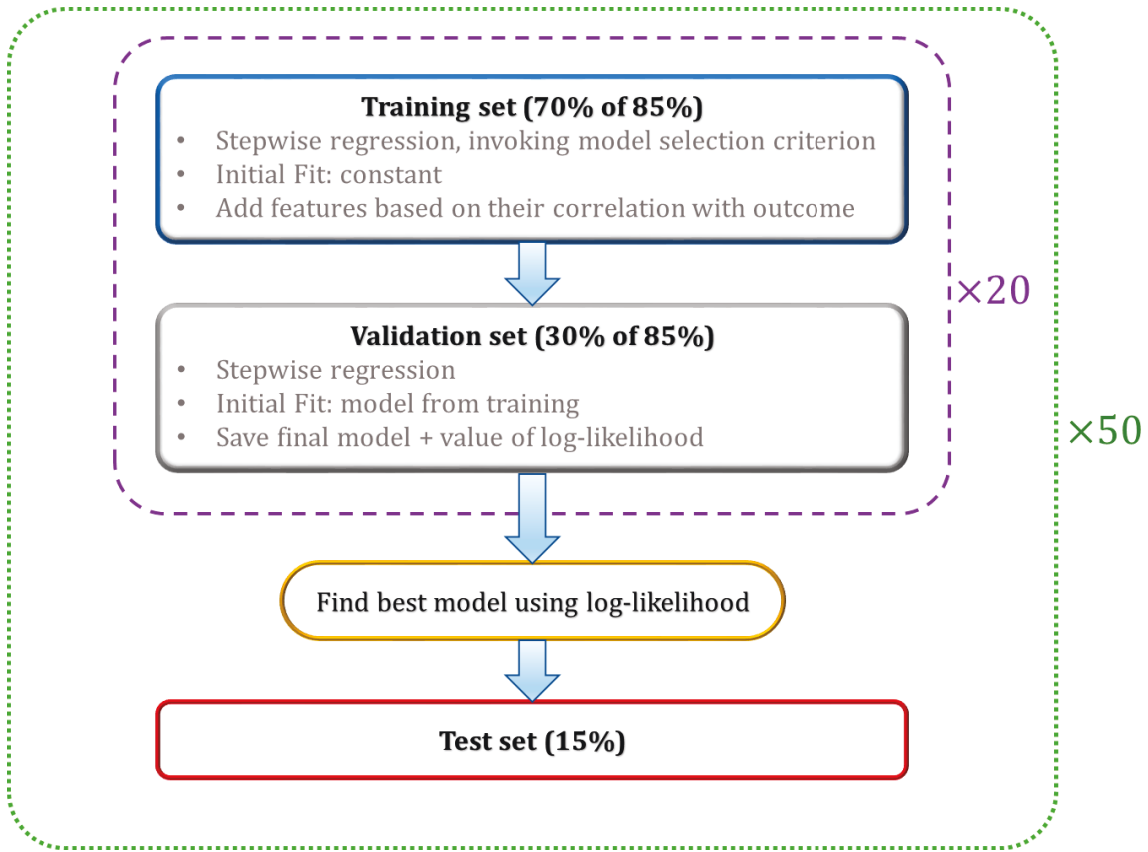 Training set (70% of 85%)
• Stepwise regression, invoking model selection criterion
• Initial Fit: constant
• Add features based on their correlation with outcome
×20
Validation set (30% of 85%)
• Stepwise regression
• Initial Fit: model from training
• Save final model + value of log-likelihood
×50
Find best model using log-likelihood
Test set (15%)